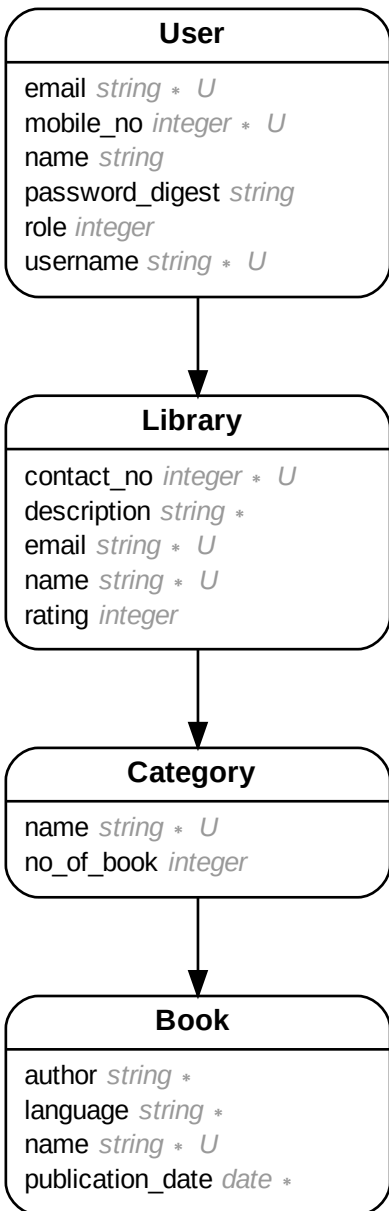 User
email string * U
mobile_no integer * U
name string
password_digest string
role integer
username string * U
Library
contact_no integer * U
description string *
email string * U
name string * U
rating integer
Category
name string * U
no_of_book integer
Book
author string *
language string *
name string * U
publication_date date *